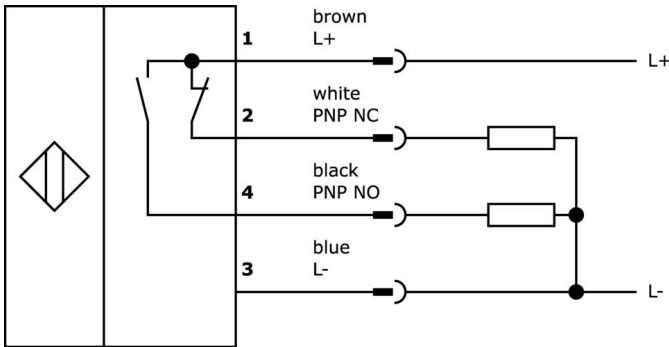 brown
1 L+
L+
white
2 PNP NC
black
4 PNP NO
blue
3 L-
L-